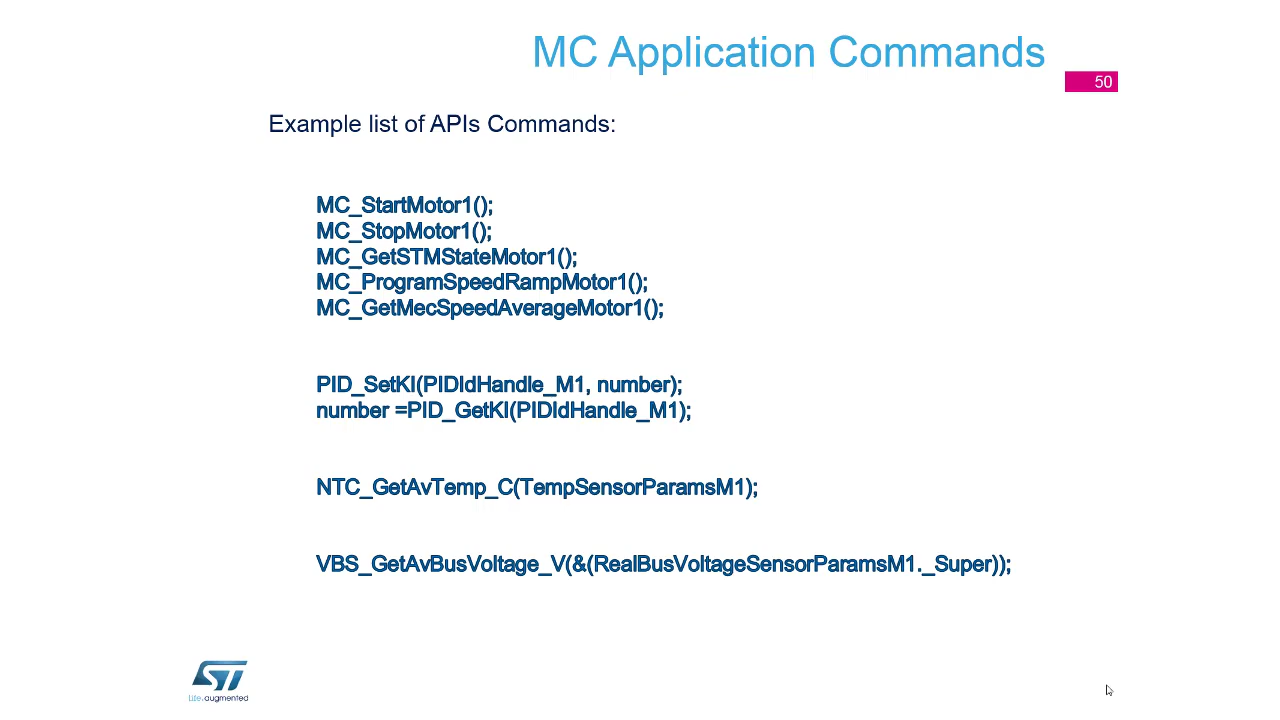 MC Application Commands
50
Example list of APIs Commands:
MC_StartMotor1();
MC_StopMotor1();
MC_GetSTMStateMotor1();
MC_ProgramSpeedRampMotor1();
MC_GetMecSpeedAverageMotor1();
PID_SetKI(PIDIdHandle_M1, number);
number =PID_GetKI(PIDIdHandle_M1);
NTC_GetAvTemp_C(TempSensorParamsM1);
VBS_GetAvBusVoltage_V(&(RealBusVoltageSensorParamsM1._Super));
ST
life.augmented